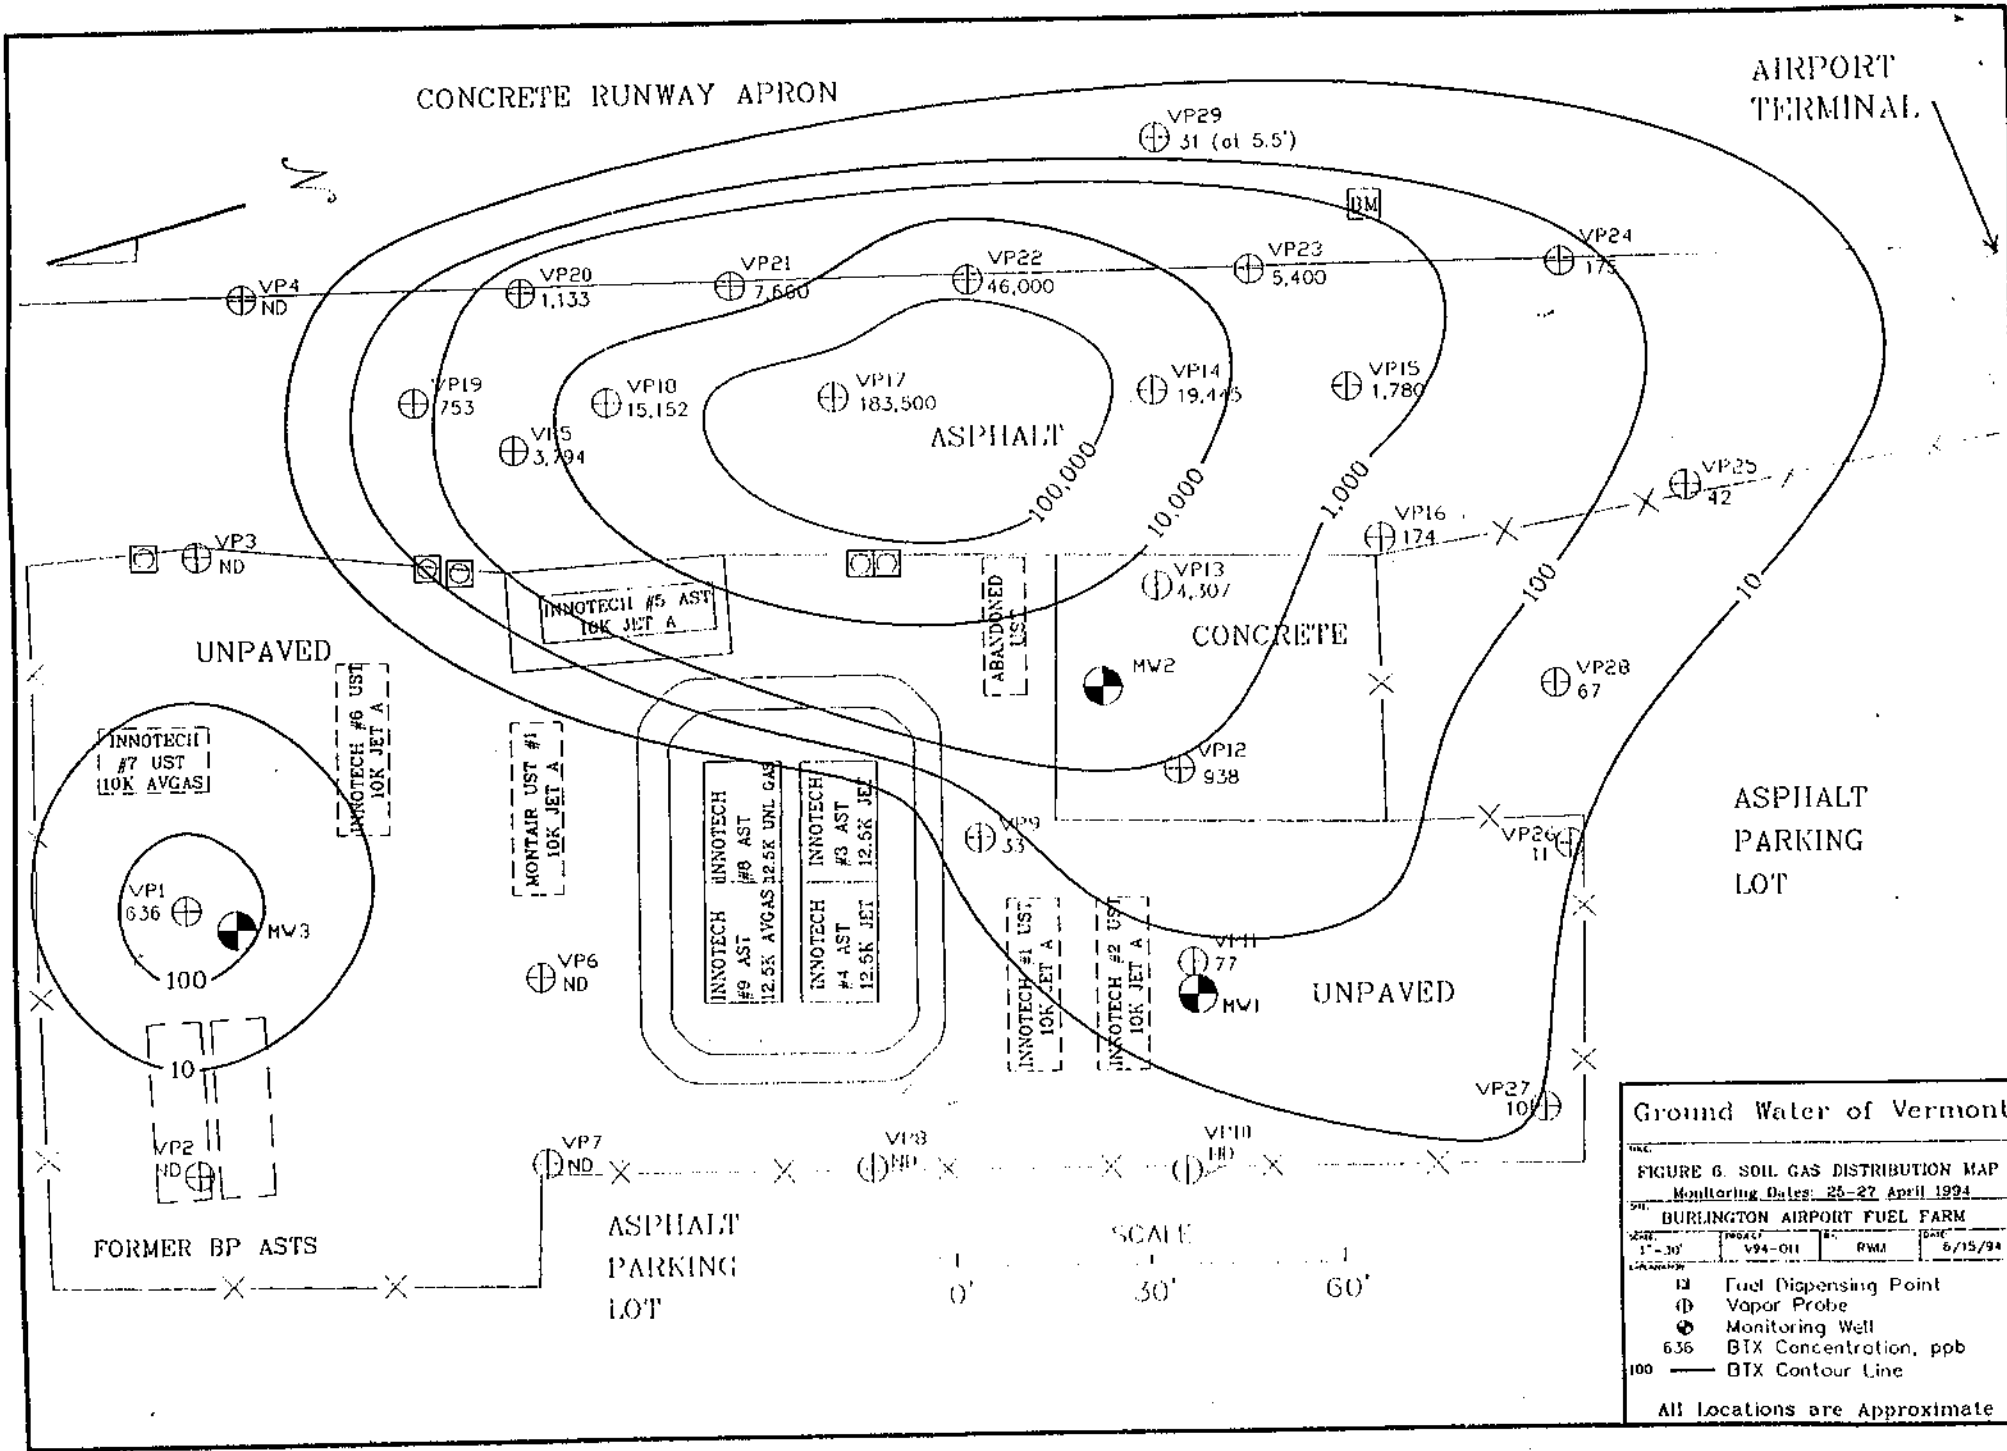 CONCRETE RUNWAY APRON
AIRPORT
TERMINAL
N
VP29
31 (at 5.5')
BM
VP4
ND
VP20
1,133
VP21
7,660
VP22
46,000
VP23
5,400
VP24
175
VP19
753
VP18
15,152
VP17
183,500
VP14
19,445
VP15
1,780
VP5
3,794
ASPHALT
100,000
10,000
1,000
100
10
VP25
42
VP16
174
VP3
ND
VP13
4,307
INNOTECH #5 AST
10K JET A
ABANDONED
UST
UNPAVED
CONCRETE
MW2
VP28
67
INNOTECH #6 UST
10K JET A
INNOTECH
#7 UST
10K AVGAS
MONTAIR UST #1
10K JET A
INNOTECH
#8 AST
12.5K UNL GAS
INNOTECH
#3 AST
12.5K JET
INNOTECH
#9 AST
12.5K AVGAS
INNOTECH
#4 AST
12.5K JET
VP12
938
VP9
33
VP26
11
ASPHALT
PARKING
LOT
VP1
636
MW3
100
10
VP6
ND
INNOTECH #1 UST
10K JET A
INNOTECH #2 UST
10K JET A
VP11
77
MW1
UNPAVED
VP27
10
VP2
ND
VP7
ND
VP8
ND
VP10
ND
FORMER BP ASTS
ASPHALT
PARKING
LOT
SCALE
0' 30' 60'
Ground Water of Vermont
FIGURE 6. SOIL GAS DISTRIBUTION MAP
Monitoring Dates: 25-27 April 1994
BURLINGTON AIRPORT FUEL FARM
SCALE: 1"-30' PROJECT V94-011 RWM DATE 6/15/94
EXPLANATION
Fuel Dispensing Point
Vapor Probe
Monitoring Well
636 BTX Concentration, ppb
100 BTX Contour Line
All Locations are Approximate